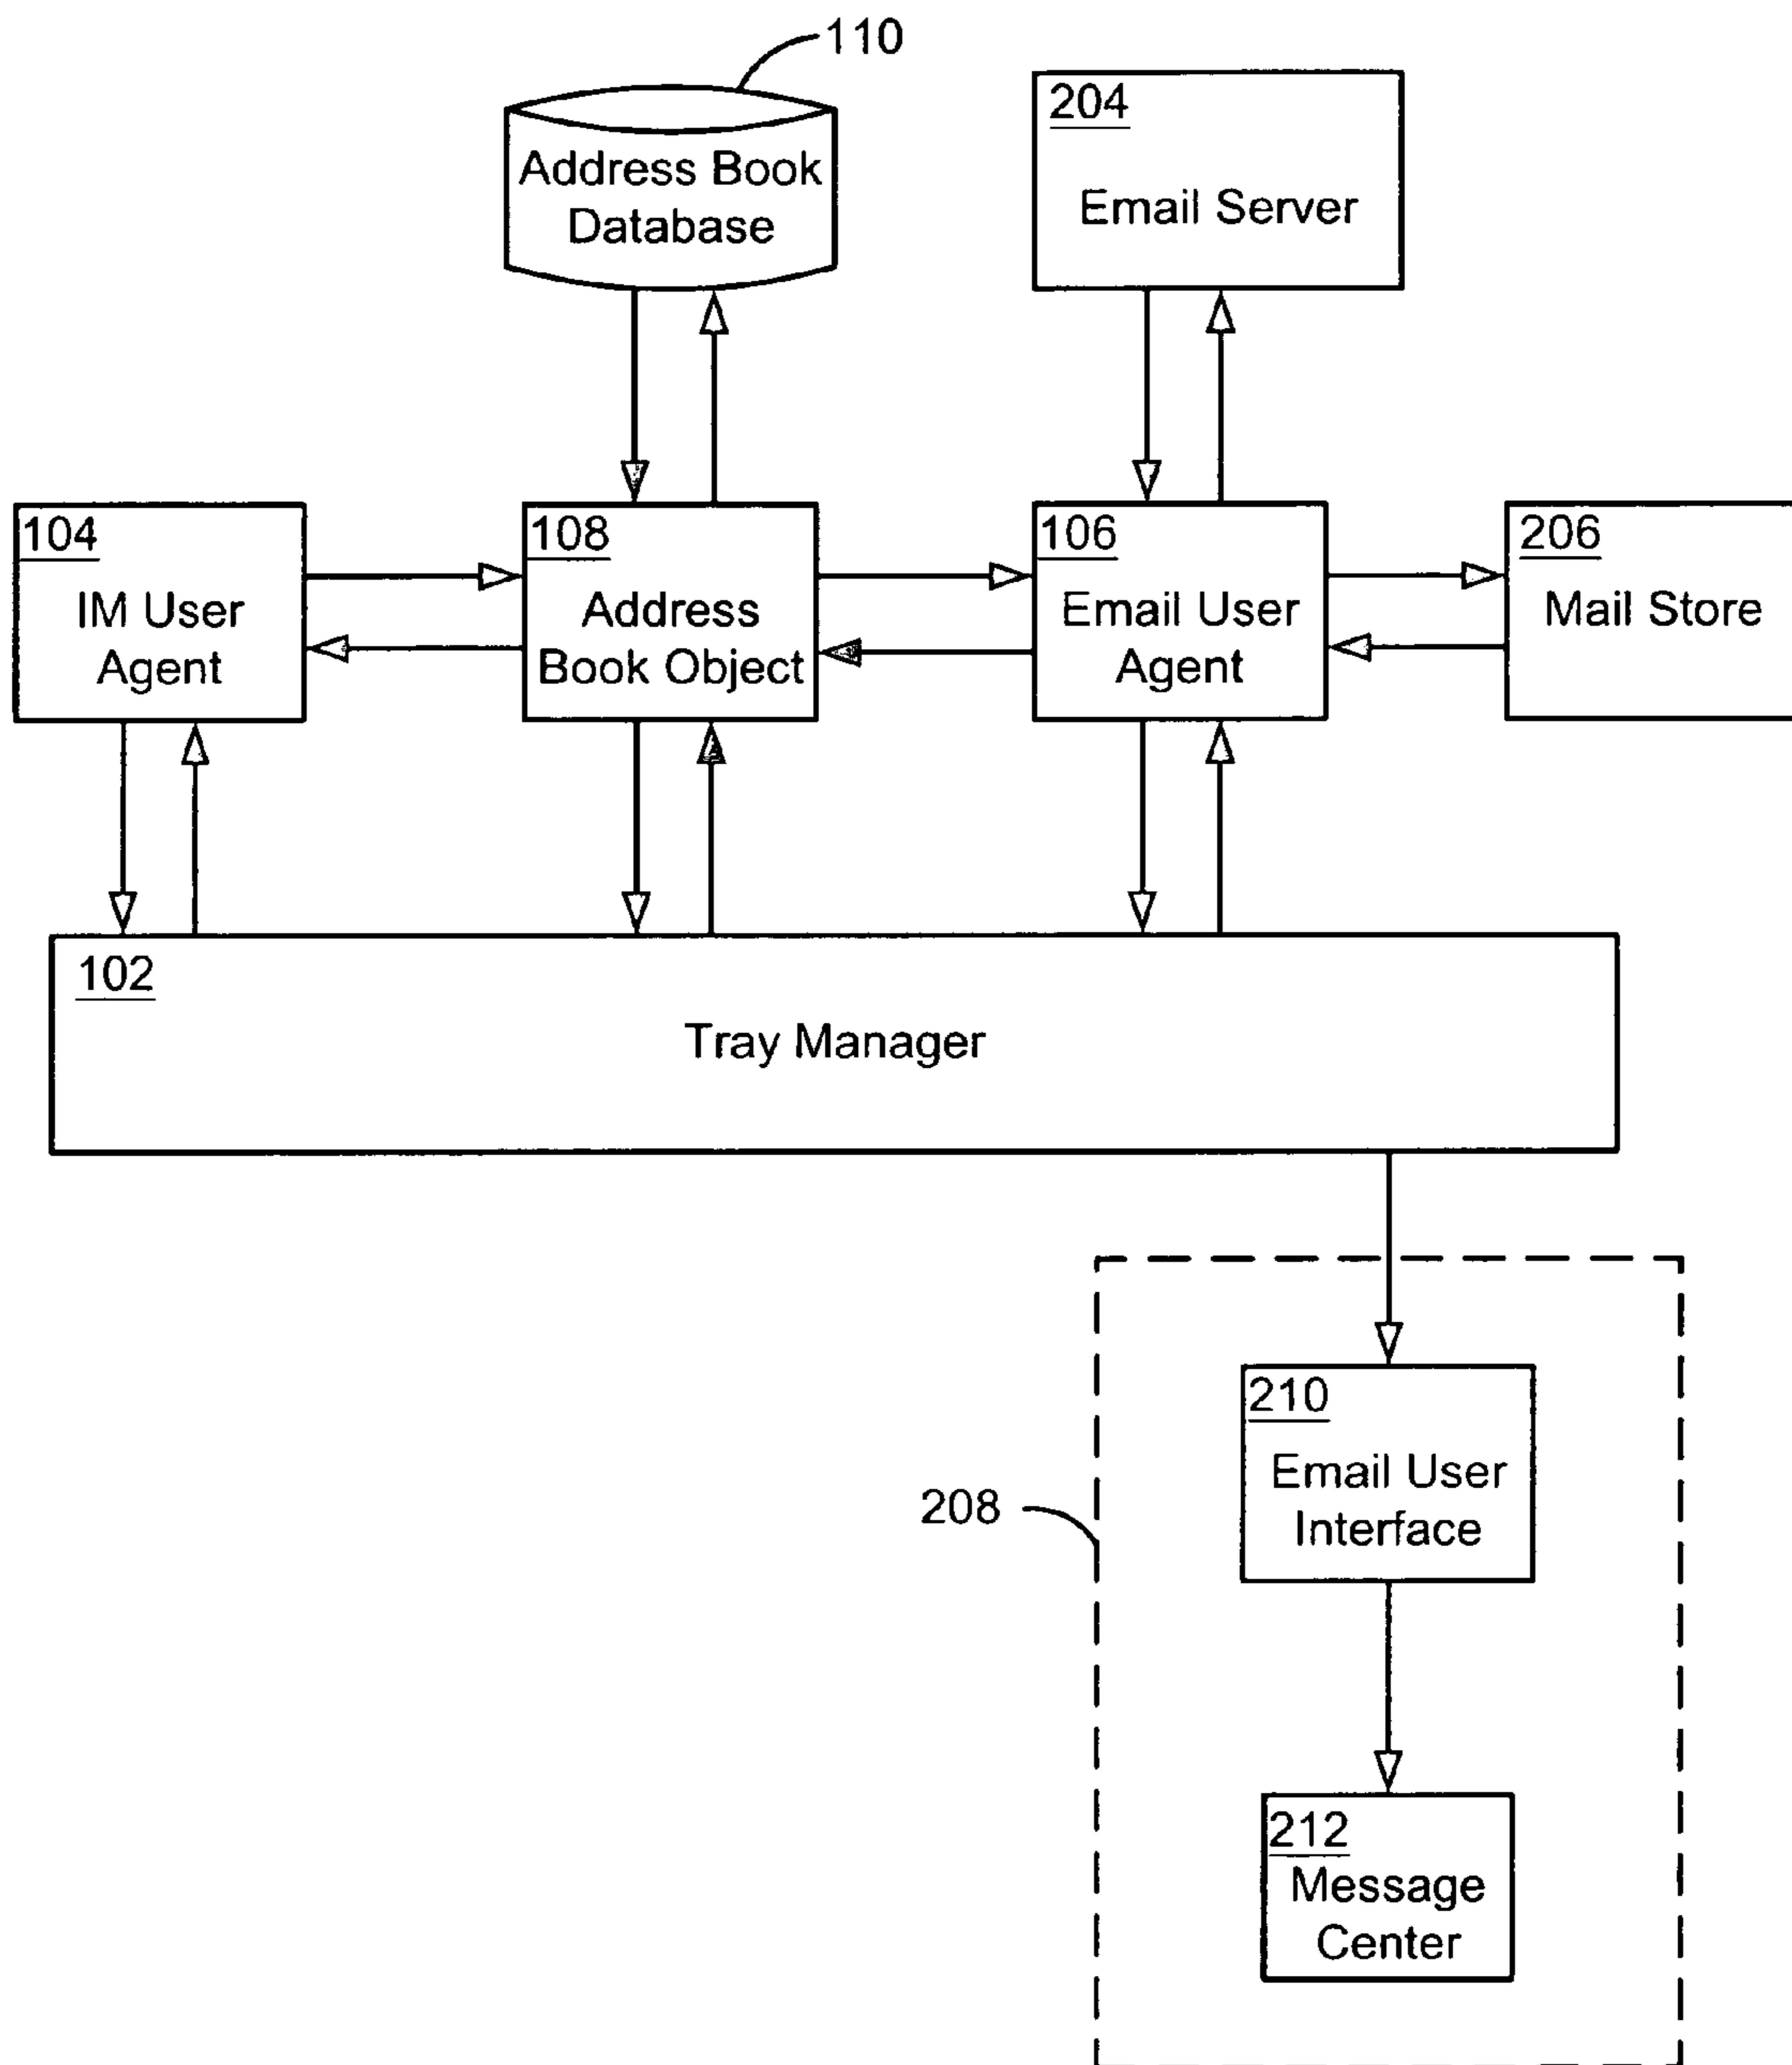 110
Address Book
Database
204
Email Server
104
IM User
Agent
108
Address
Book Object
106
Email User
Agent
206
Mail Store
102
Tray Manager
208
210
Email User
Interface
212
Message
Center